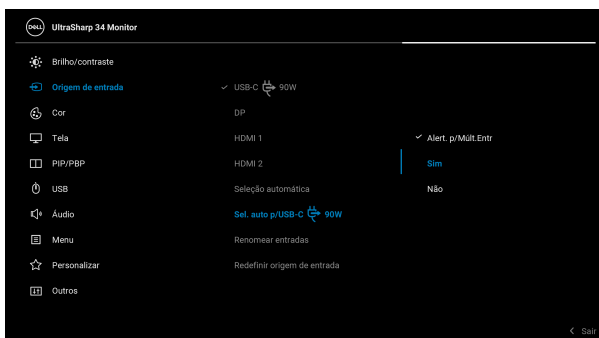 DELL UltraSharp 34 Monitor
Brilho/contraste
Origem de entrada
Cor
Tela
PIP/PBP
USB
Áudio
Menu
Personalizar
Outros
USB-C 90W
DP
HDMI 1
HDMI 2
Seleção automática
Sel. auto p/USB-C 90W
Renomear entradas
Redefinir origem de entrada
Alert. p/Múlt.Entr
Sim
Não
Sair